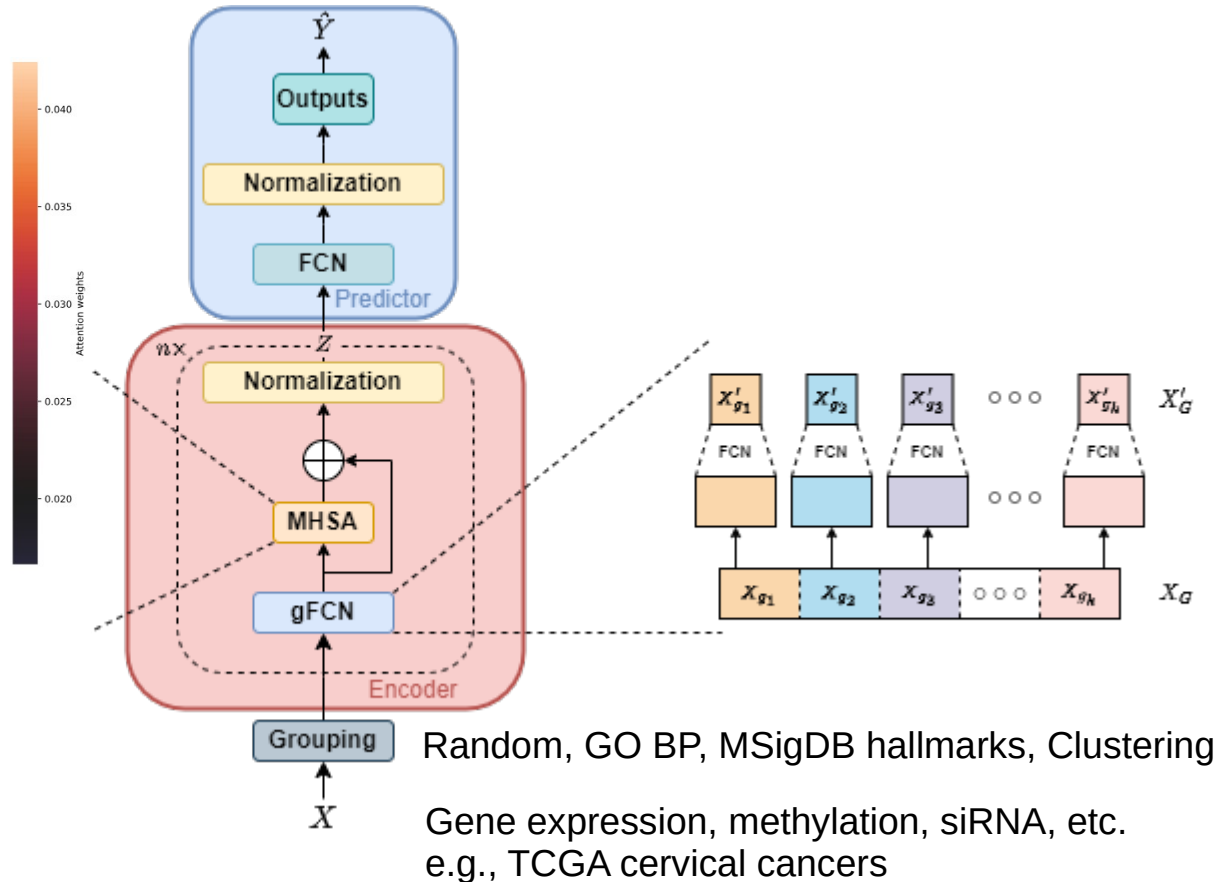 Ŷ
Outputs
Normalization
FCN
Predictor
0.040
0.035
0.030
0.025
0.020
Attention weights
n×
Z
Normalization
MHSA
gFCN
Encoder
Grouping
X
X'g1 X'g2 X'g3 X'gh X'G
FCN FCN FCN FCN
Xg1 Xg2 Xg3 Xgh XG
Random, GO BP, MSigDB hallmarks, Clustering
Gene expression, methylation, siRNA, etc.
e.g., TCGA cervical cancers